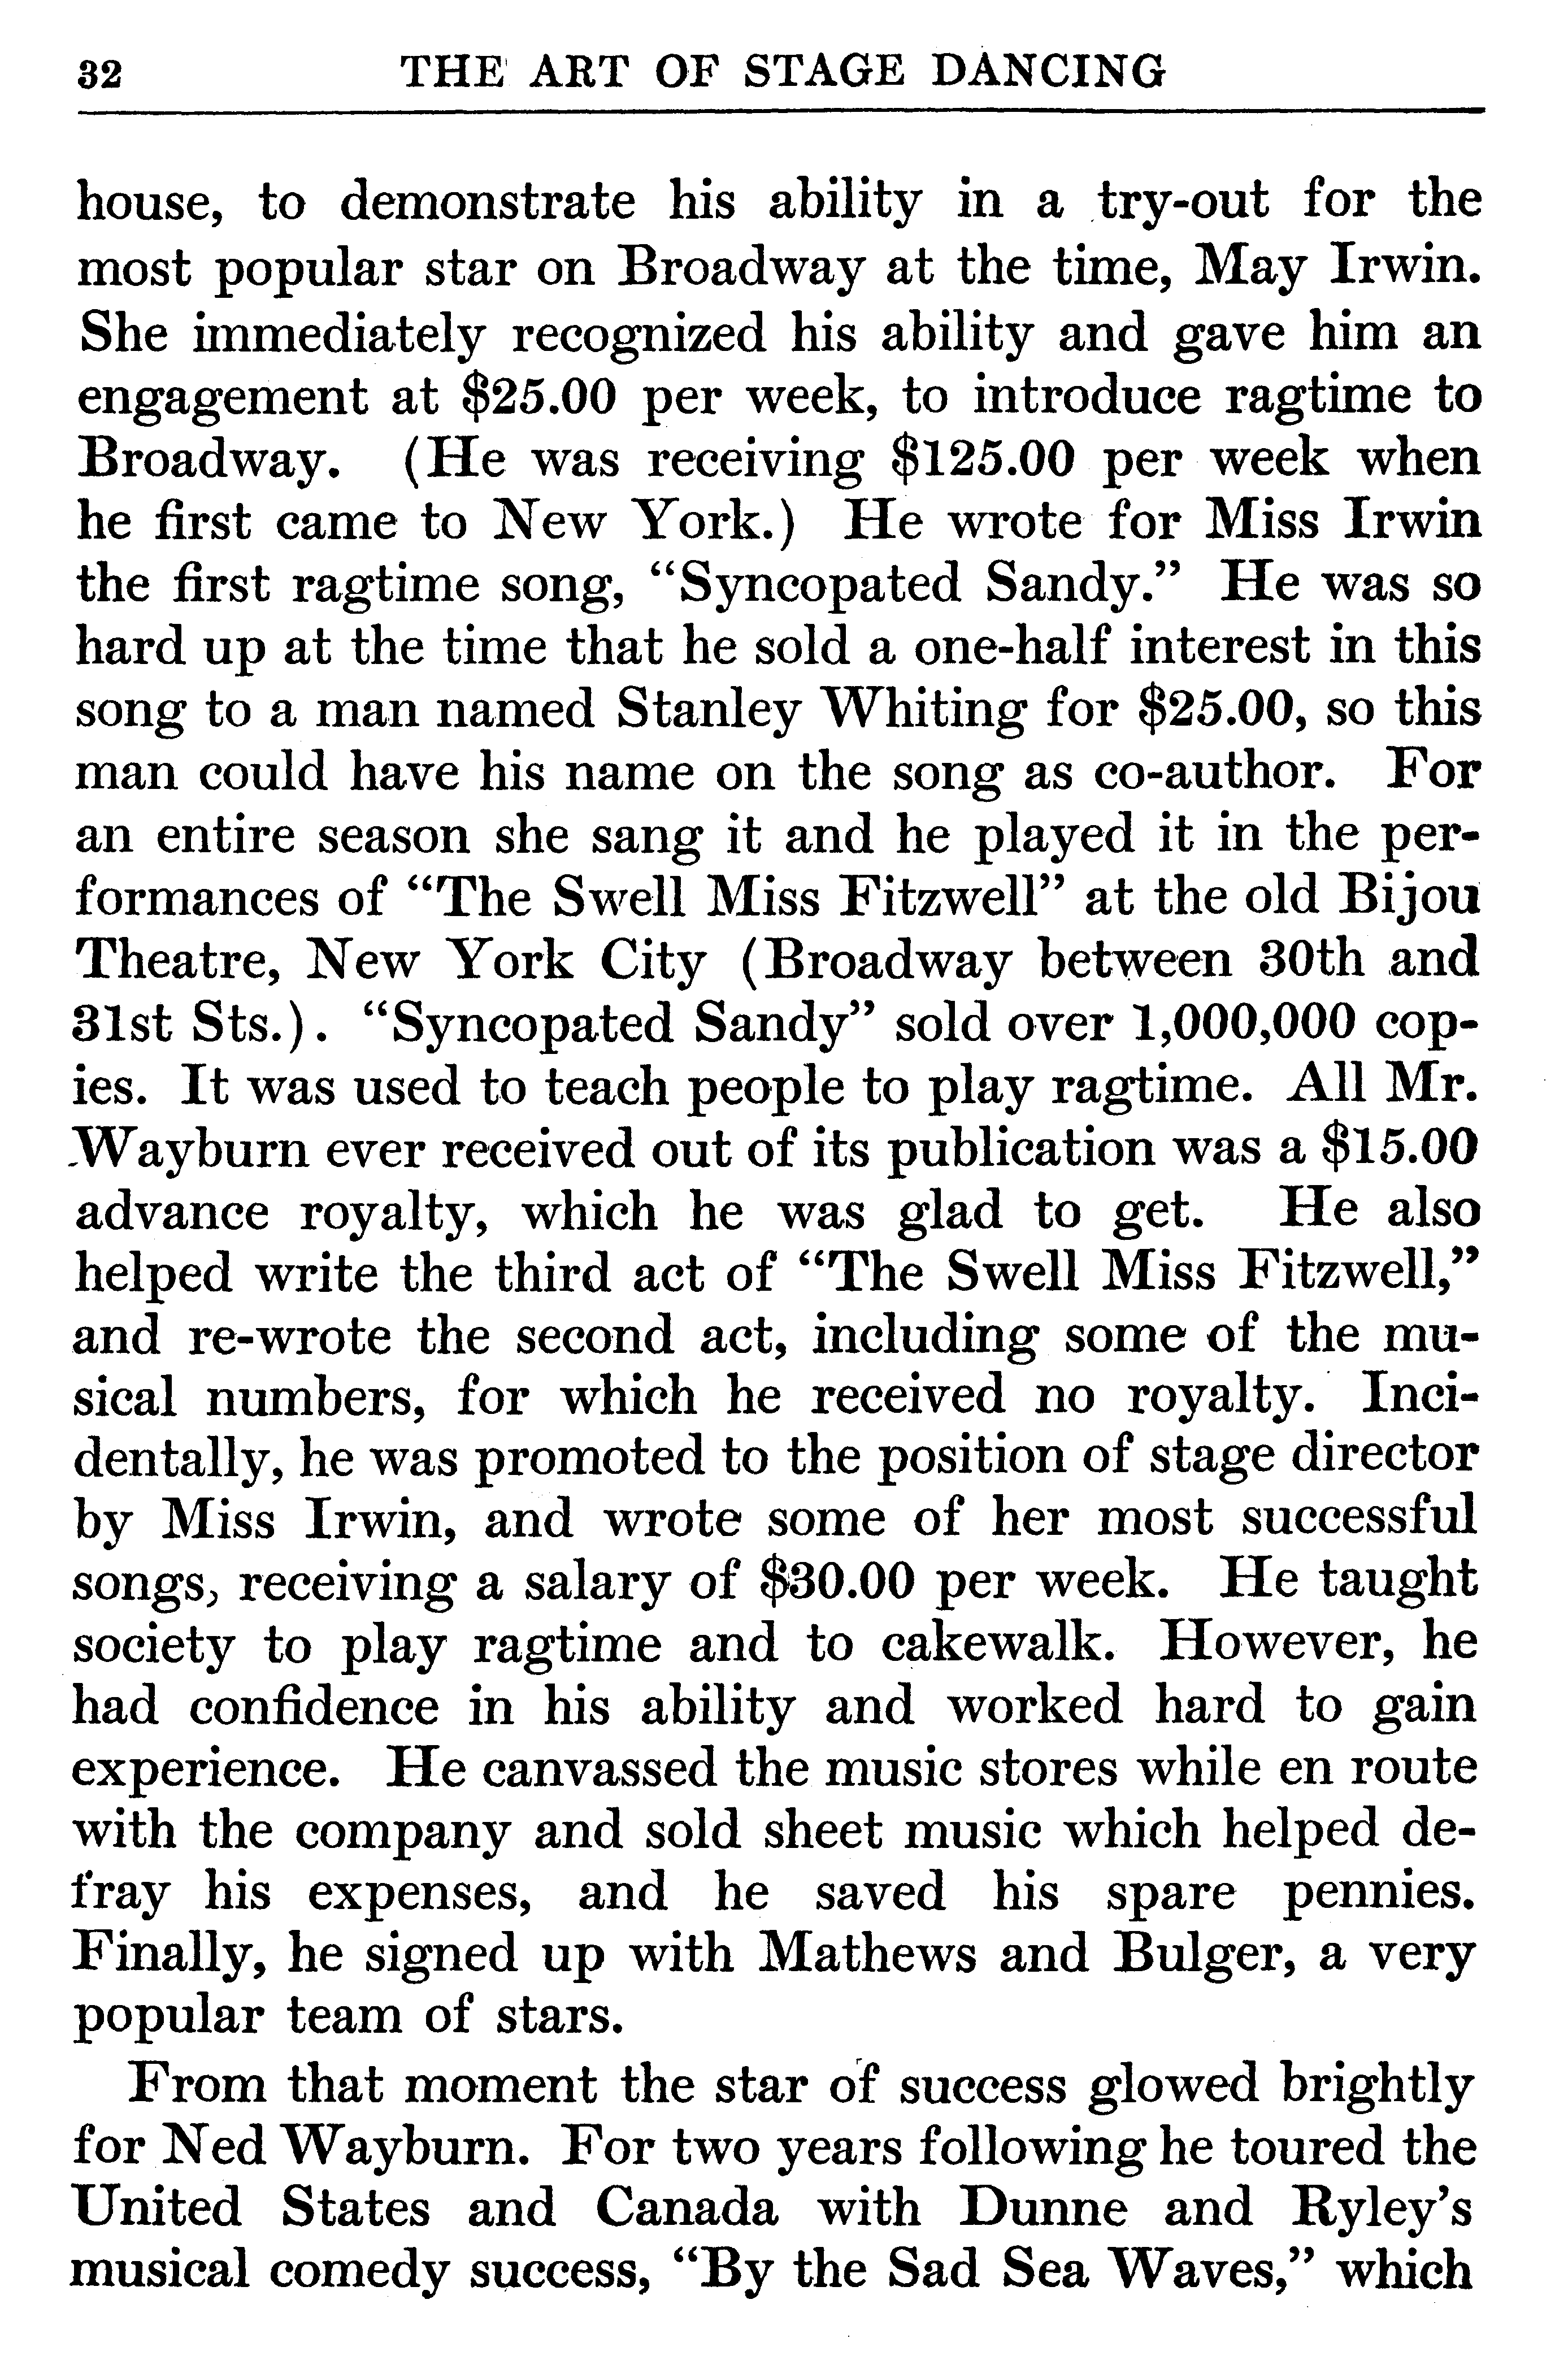 32 THE ART OF STAGE DANCING
house, to demonstrate his ability in a try-out for the
most popular star on Broadway at the time, May Irwin.
She immediately recognized his ability and gave him an
engagement at $25.00 per week, to introduce ragtime to
Broadway. (He was receiving $125.00 per week when
he first came to New York.) He wrote for Miss Irwin
the first ragtime song, “Syncopated Sandy.” He was so
hard up at the time that he sold a one-half interest in this
song to a man named Stanley Whiting for $25.00, so this
man could have his name on the song as co-author. For
an entire season she sang it and he played it in the per-
formances of “The Swell Miss Fitzwell” at the old Bijou
Theatre, New York City (Broadway between 30th and
31st Sts.). “Syncopated Sandy” sold over 1,000,000 cop-
ies. It was used to teach people to play ragtime. All Mr.
Wayburn ever received out of its publication was a $15.00
advance royalty, which he was glad to get. He also
helped write the third act of “The Swell Miss Fitzwell,”
and re-wrote the second act, including some of the mu-
sical numbers, for which he received no royalty. Inci-
dentally, he was promoted to the position of stage director
by Miss Irwin, and wrote some of her most successful
songs, receiving a salary of $30.00 per week. He taught
society to play ragtime and to cakewalk. However, he
had confidence in his ability and worked hard to gain
experience. He canvassed the music stores while en route
with the company and sold sheet music which helped de-
fray his expenses, and he saved his spare pennies.
Finally, he signed up with Mathews and Bulger, a very
popular team of stars.
From that moment the star of success glowed brightly
for Ned Wayburn. For two years following he toured the
United States and Canada with Dunne and Ryley’s
musical comedy success, “By the Sad Sea Waves,” which